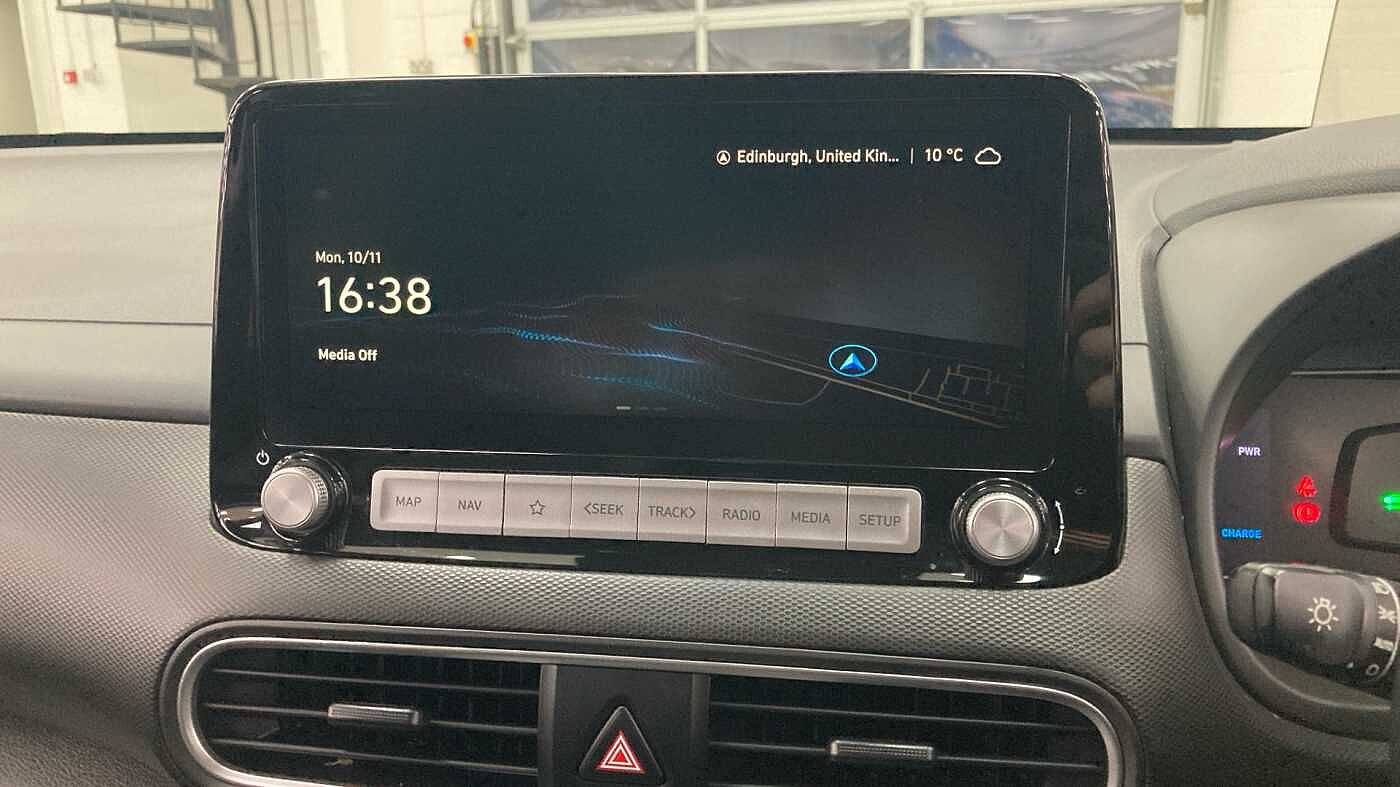 Edinburgh, United Kin... | 10 °C
Mon, 10/11
16:38
Media Off
MAP
NAV
<SEEK
TRACK>
RADIO
MEDIA
SETUP
PWR
CHARGE